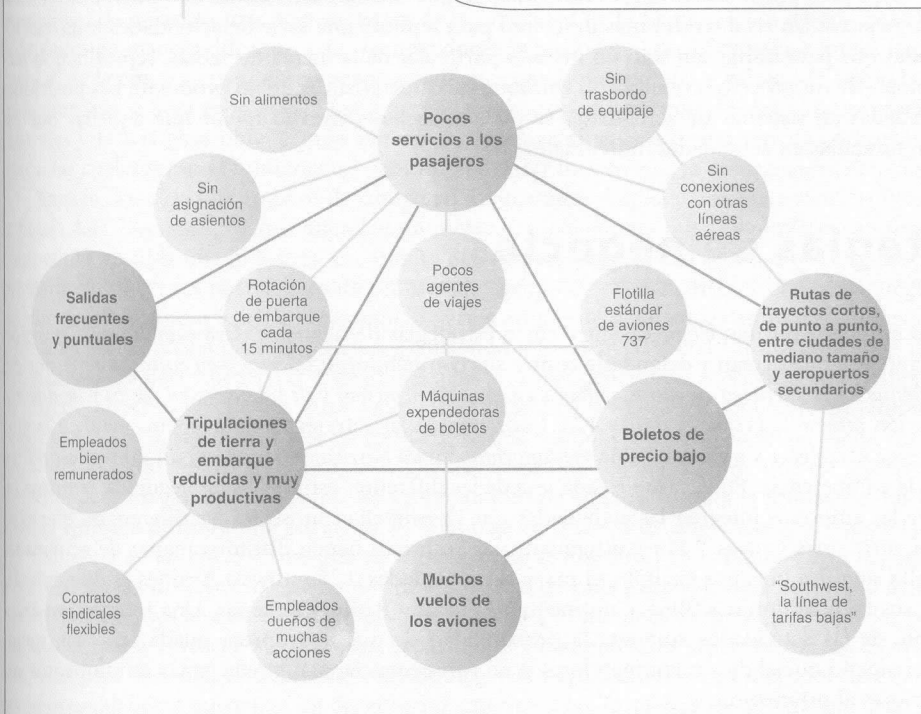 Sin alimentos
Pocos
servicios a los
pasajeros
Sin
trasbordo
de equipaje
Sin
asignación
de asientos
Sin
conexiones
con otras
líneas
aéreas
Salidas
frecuentes
y puntuales
Rotación
de puerta
de embarque
cada
15 minutos
Pocos
agentes
de viajes
Flotilla
estándar
de aviones
737
Rutas de
trayectos cortos,
de punto a punto,
entre ciudades de
mediano tamaño
y aeropuertos
secundarios
Empleados
bien
remunerados
Tripulaciones
de tierra y
embarque
reducidas y muy
productivas
Máquinas
expendedoras
de boletos
Boletos de
precio bajo
Contratos
sindicales
flexibles
Empleados
dueños de
muchas
acciones
Muchos
vuelos de
los aviones
“Southwest,
la línea de
tarifas bajas”